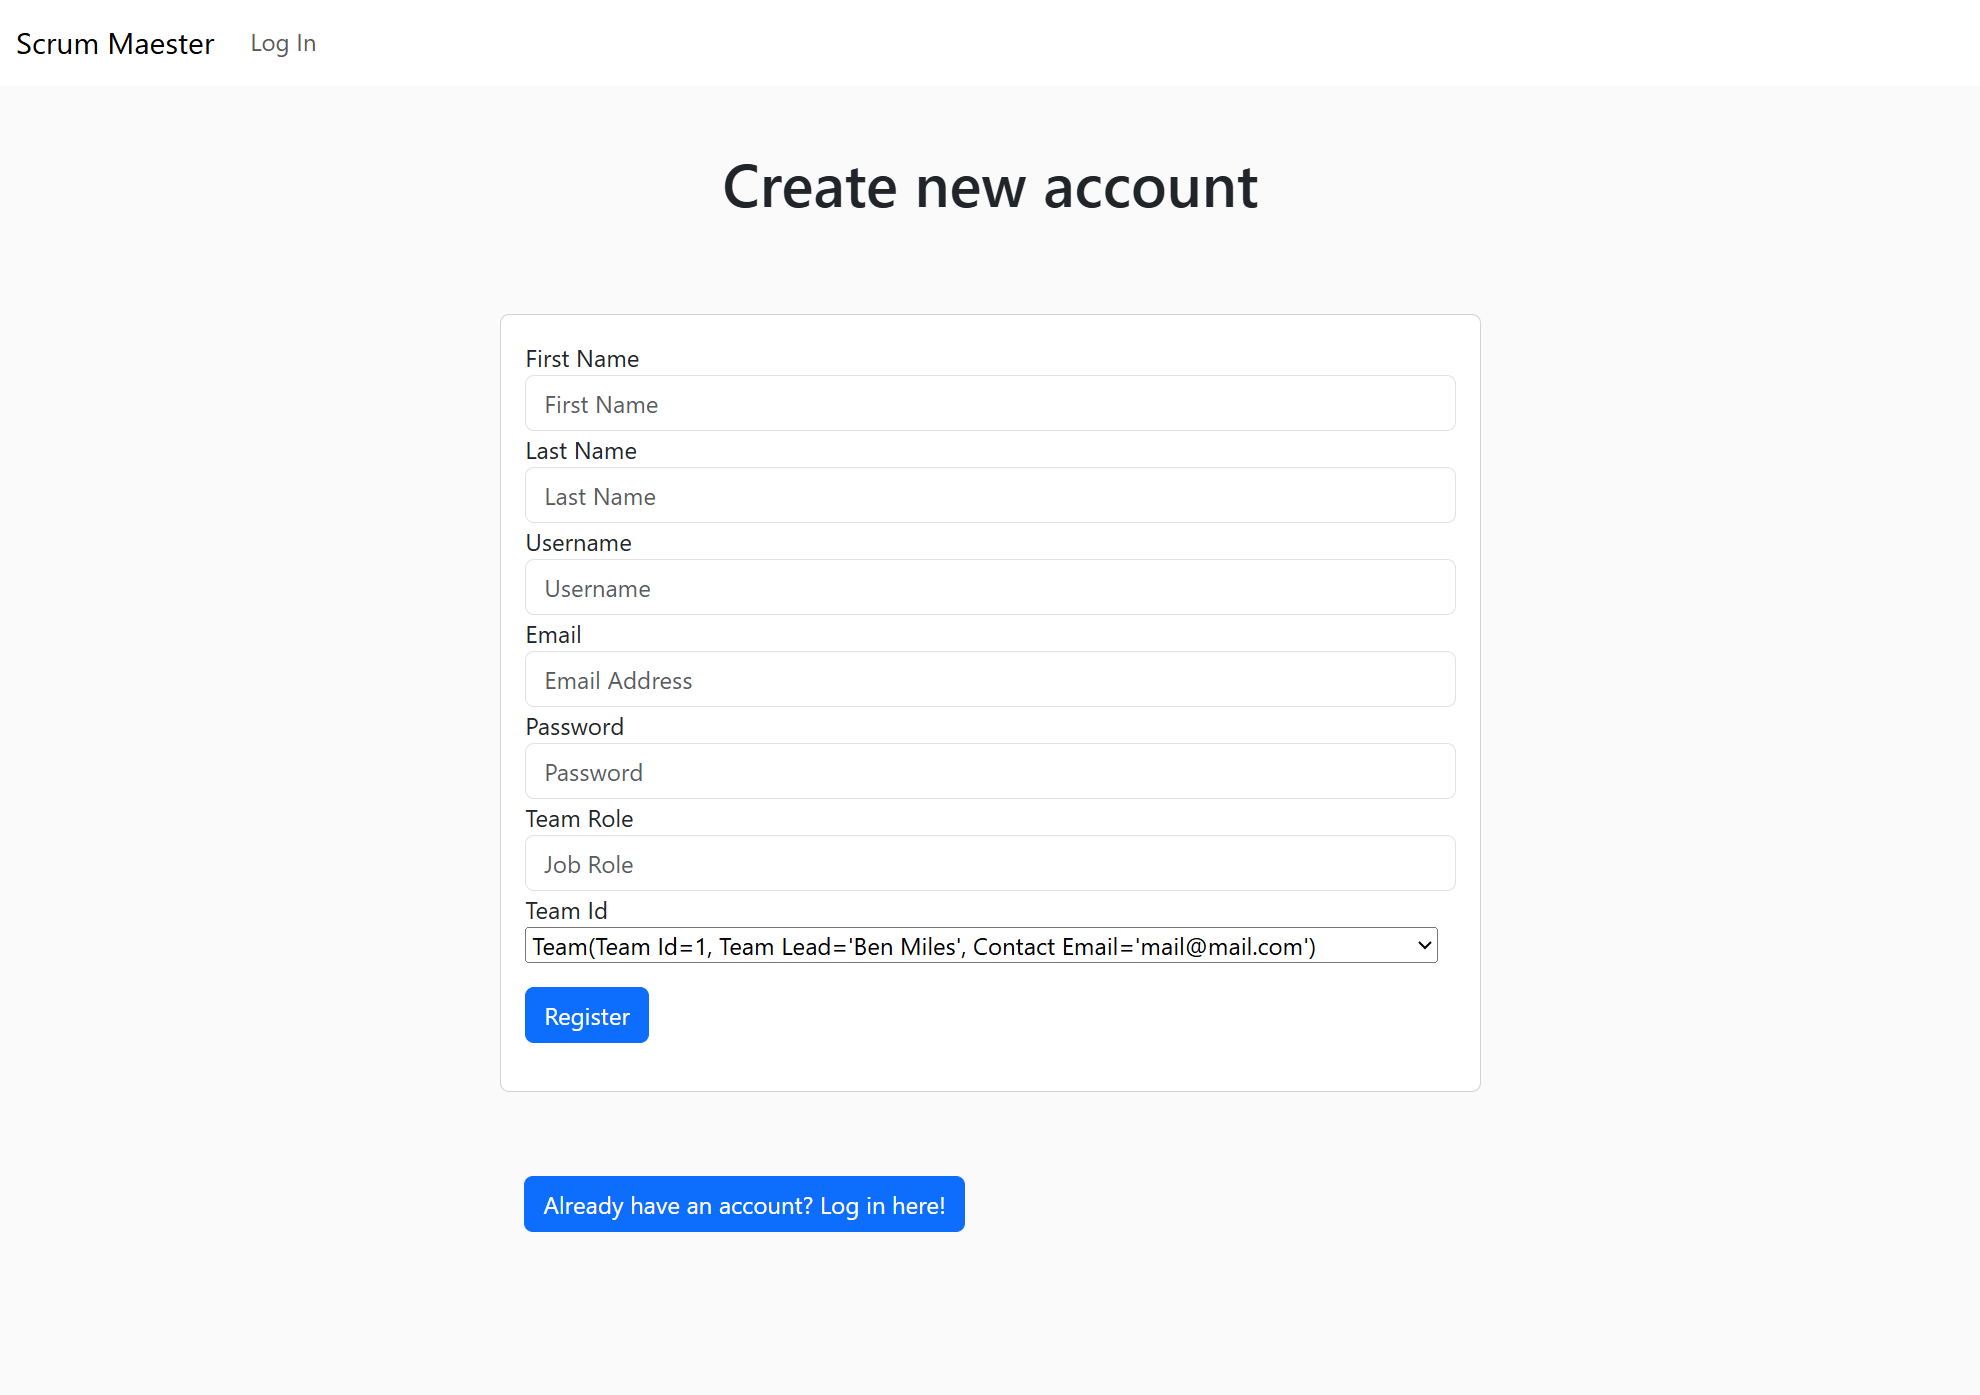 Scrum Maester Log In
Create new account
First Name
First Name
Last Name
Last Name
Username
Username
Email
Email Address
Password
Password
Team Role
Job Role
Team Id
Team(Team Id=1, Team Lead='Ben Miles', Contact Email='mail@mail.com')
Register
Already have an account? Log in here!